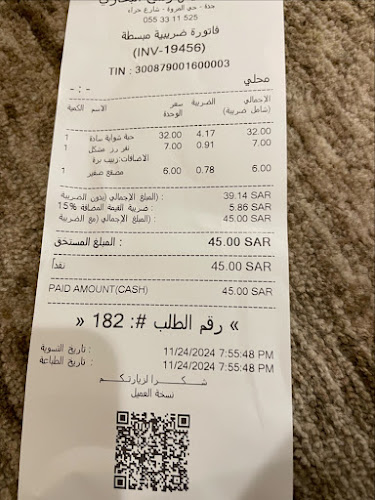 جدة - حي المروة - شارع حراء
055 33 11 525
فاتورة ضريبية مبسطة
(INV-19456)
TIN : 300879001600003
محلي
- : -
الكمية الاسم سعر الوحدة الضريبة الإجمالي (شامل ضريبة)
1 حبة شواية سادة 32.00 4.17 32.00
1 نفر رز مشكل 7.00 0.91 7.00
الاضافات: زبيب برة
1 مصقع صغير 6.00 0.78 6.00
المبلغ الإجمالي (بدون الضريبة) : 39.14 SAR
ضريبة القيمة المضافة 15% : 5.86 SAR
المبلغ الإجمالي (مع الضريبة) : 45.00 SAR
المبلغ المستحق : 45.00 SAR
نقداً 45.00 SAR
PAID AMOUNT(CASH) 45.00 SAR
« رقم الطلب #: 182 »
تاريخ التسوية : 11/24/2024 7:55:48 PM
تاريخ الطباعة : 11/24/2024 7:55:48 PM
شكرا لزيارتكم
نسخة العميل